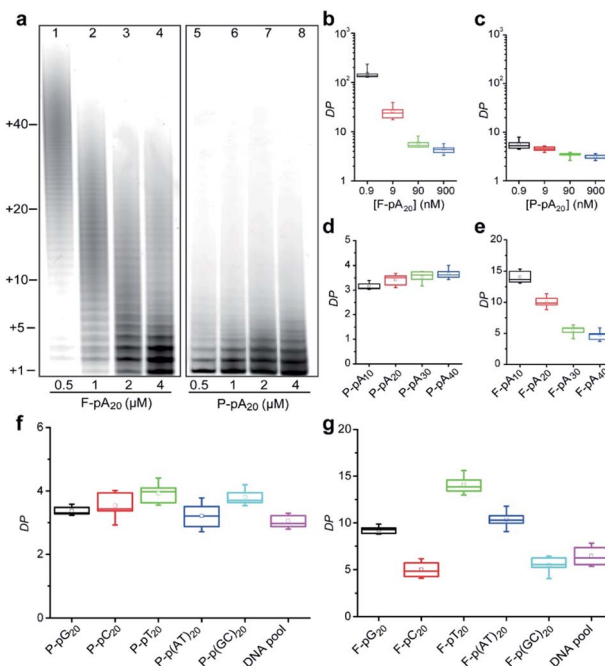 a
1 2 3 4 5 6 7 8
+40
+20
+10
+5
+1
0.5 1 2 4 0.5 1 2 4
F-pA20 (μM) P-pA20 (μM)
b
DP
10³
10²
10
1
0.9 9 90 900
[F-pA20] (nM)
c
DP
10³
10²
10
1
0.9 9 90 900
[P-pA20] (nM)
d
DP
5
4
3
2
1
0
P-pA10 P-pA20 P-pA30 P-pA40
e
DP
20
15
10
5
0
F-pA10 F-pA20 F-pA30 F-pA40
f
DP
6
4
2
0
P-pG20 P-pC20 P-pT20 P-p(AT)20 P-p(GC)20 DNA pool
g
DP
20
15
10
5
0
F-pG20 F-pC20 F-pT20 F-p(AT)20 F-p(GC)20 DNA pool